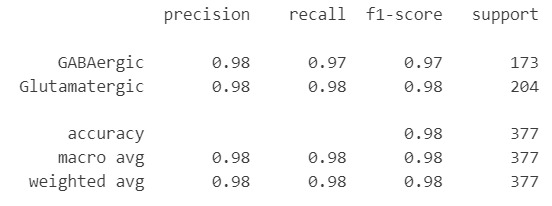 precision recall f1-score support
GABAergic 0.98 0.97 0.97 173
Glutamatergic 0.98 0.98 0.98 204
accuracy 0.98 377
macro avg 0.98 0.98 0.98 377
weighted avg 0.98 0.98 0.98 377